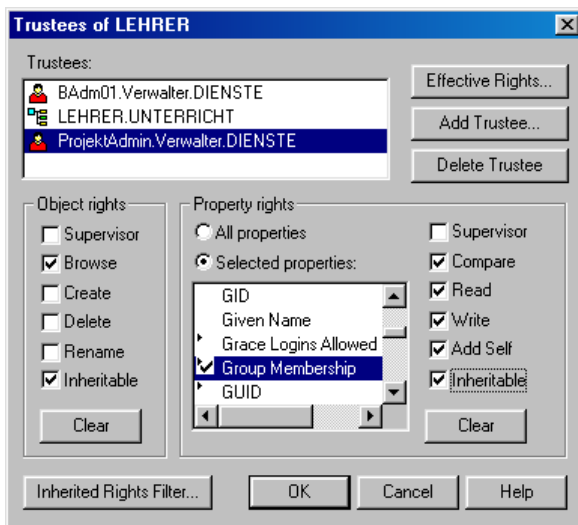 Trustees of LEHRER
Trustees:
BAdm01.Verwalter.DIENSTE
LEHRER.UNTERRICHT
ProjektAdmin.Verwalter.DIENSTE
Effective Rights...
Add Trustee...
Delete Trustee
Object rights
Supervisor
Browse
Create
Delete
Rename
Inheritable
Clear
Property rights
All properties
Selected properties:
GID
Given Name
Grace Logins Allowed
Group Membership
GUID
Supervisor
Compare
Read
Write
Add Self
Inheritable
Clear
Inherited Rights Filter...
OK
Cancel
Help